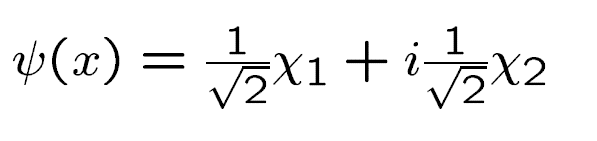 ψ(x) = 1/√2 χ₁ + i 1/√2 χ₂